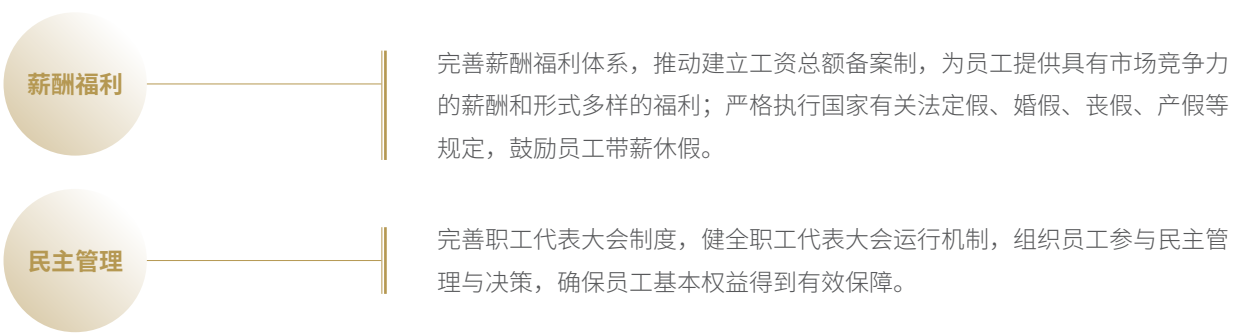 薪酬福利
完善薪酬福利体系，推动建立工资总额备案制，为员工提供具有市场竞争力
的薪酬和形式多样的福利；严格执行国家有关法定假、婚假、丧假、产假等
规定，鼓励员工带薪休假。
民主管理
完善职工代表大会制度，健全职工代表大会运行机制，组织员工参与民主管
理与决策，确保员工基本权益得到有效保障。